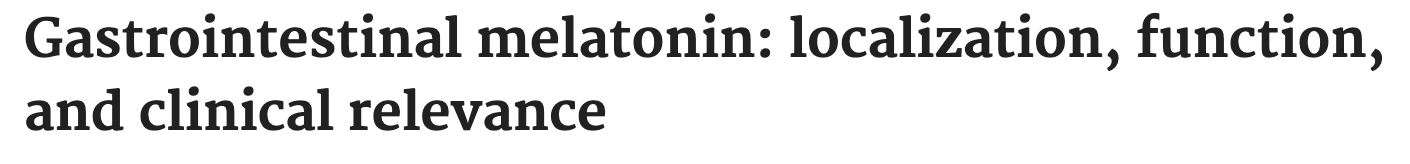 Gastrointestinal melatonin: localization, function,
and clinical relevance